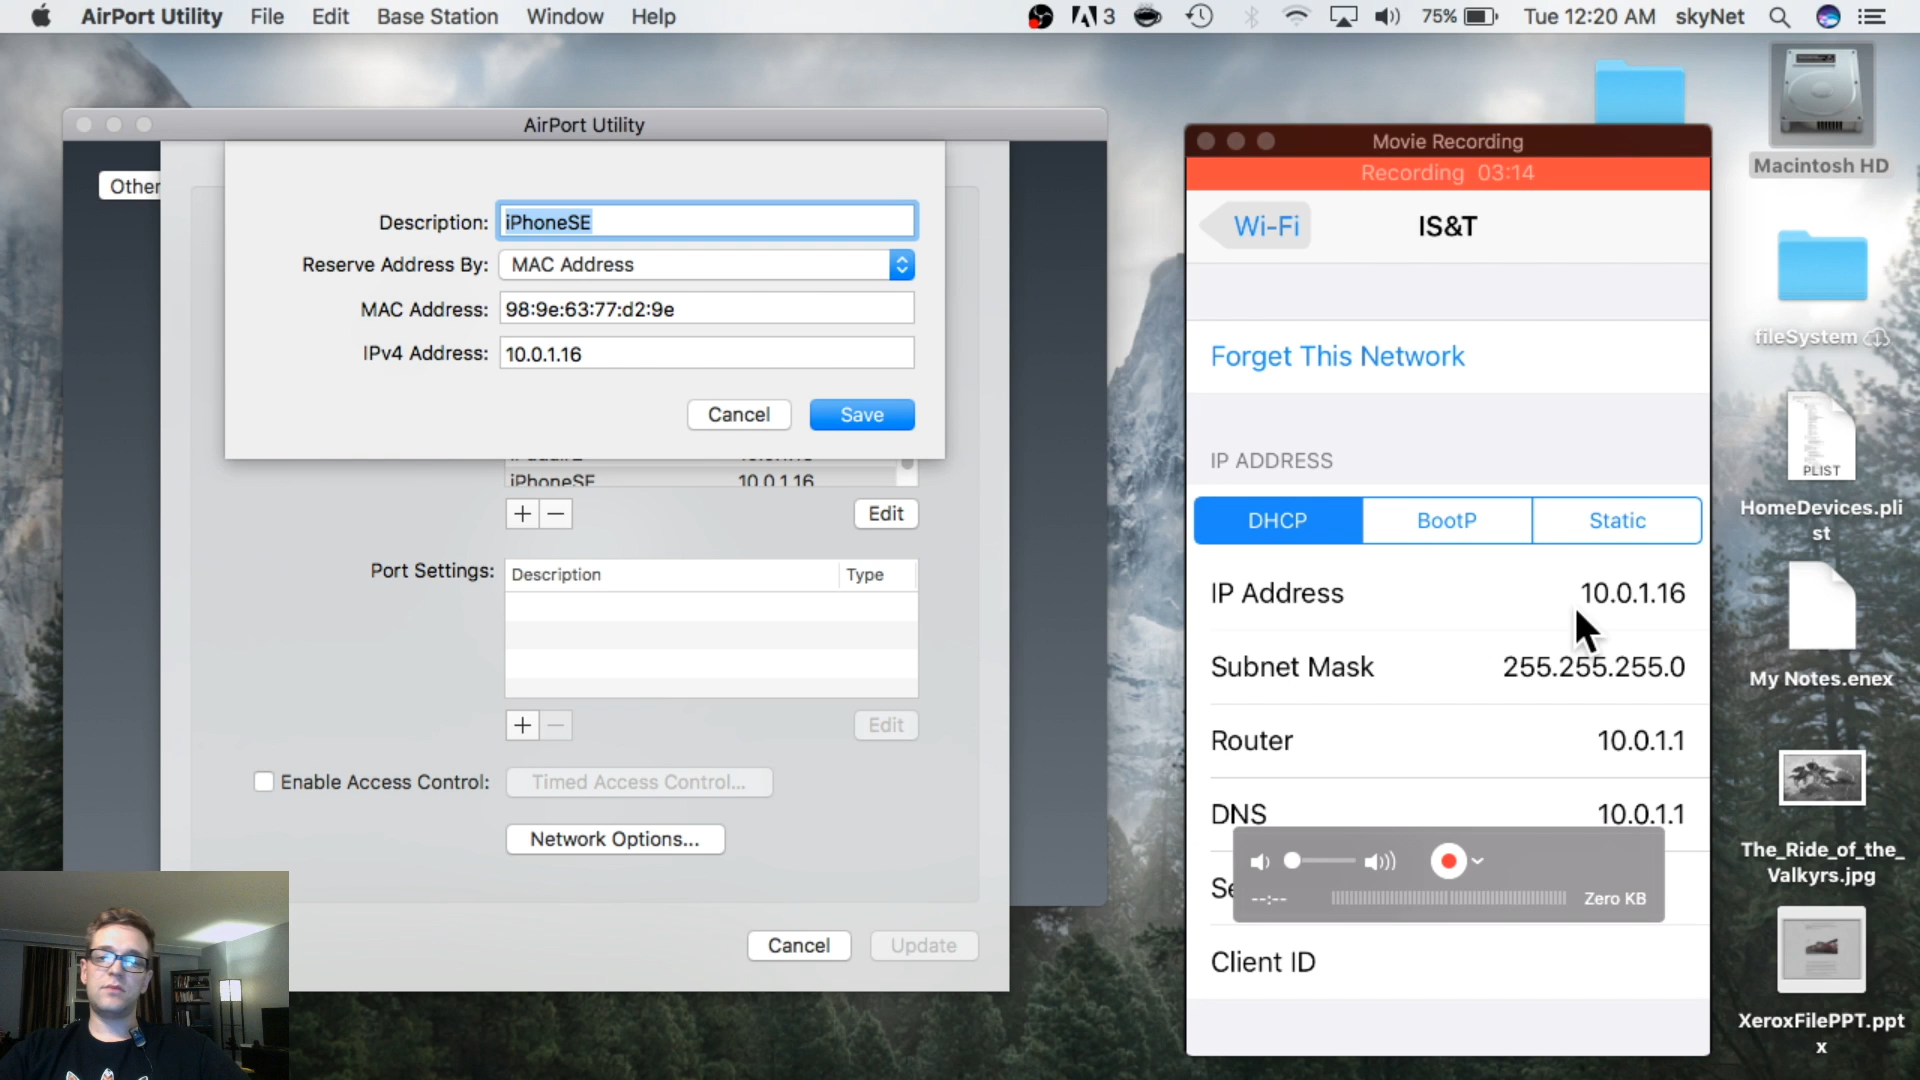 AirPort Utility File Edit Base Station Window Help
3 75% Tue 12:20 AM skyNet
AirPort Utility
Other
Description: iPhoneSE
Reserve Address By: MAC Address
MAC Address: 98:9e:63:77:d2:9e
IPv4 Address: 10.0.1.16
Cancel Save
iPhoneSE 10.0.1.16
+ − Edit
Port Settings: Description Type
+ − Edit
Enable Access Control: Timed Access Control...
Network Options...
Cancel Update
Movie Recording
Recording 03:14
Wi-Fi IS&T
Forget This Network
IP ADDRESS
DHCP BootP Static
IP Address 10.0.1.16
Subnet Mask 255.255.255.0
Router 10.0.1.1
DNS 10.0.1.1
--:-- Zero KB
Client ID
Macintosh HD
fileSystem
PLIST
HomeDevices.pli
st
My Notes.enex
The_Ride_of_the_
Valkyrs.jpg
XeroxFilePPT.ppt
x